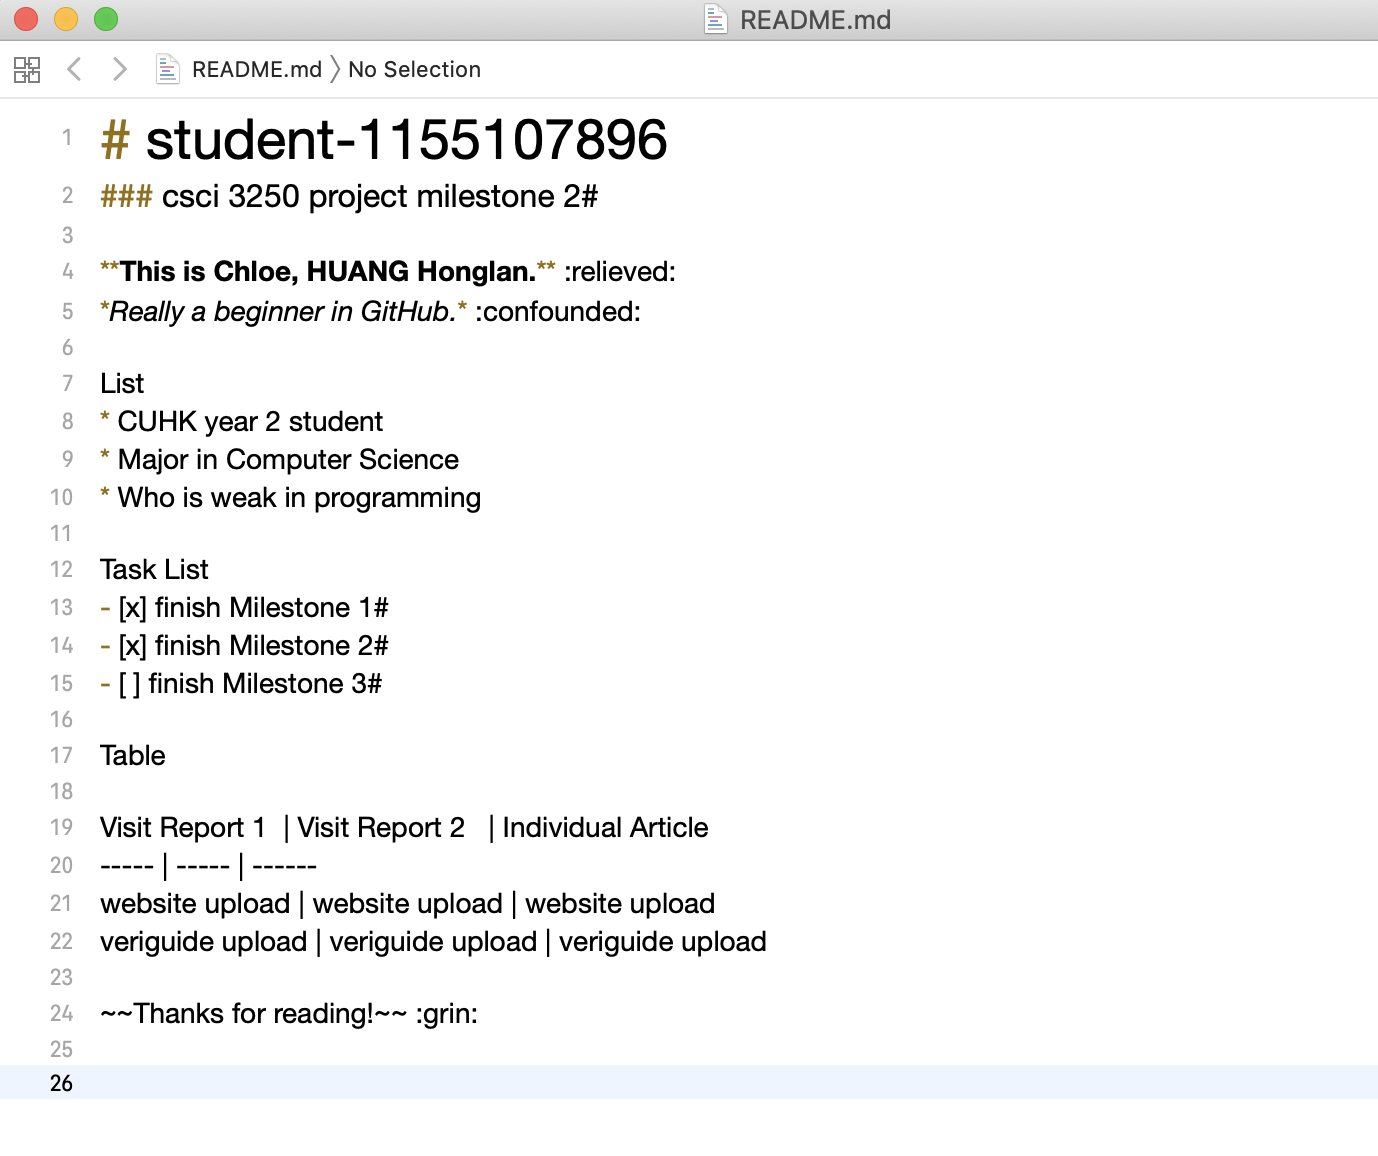 README.md
README.md 〉 No Selection
1 # student-1155107896
2 ### csci 3250 project milestone 2#
3
4 **This is Chloe, HUANG Honglan.** :relieved:
5 *Really a beginner in GitHub.* :confounded:
6
7 List
8 * CUHK year 2 student
9 * Major in Computer Science
10 * Who is weak in programming
11
12 Task List
13 - [x] finish Milestone 1#
14 - [x] finish Milestone 2#
15 - [ ] finish Milestone 3#
16
17 Table
18
19 Visit Report 1  | Visit Report 2   | Individual Article
20 ----- | ----- | ------
21 website upload | website upload | website upload
22 veriguide upload | veriguide upload | veriguide upload
23
24 ~~Thanks for reading!~~ :grin:
25
26